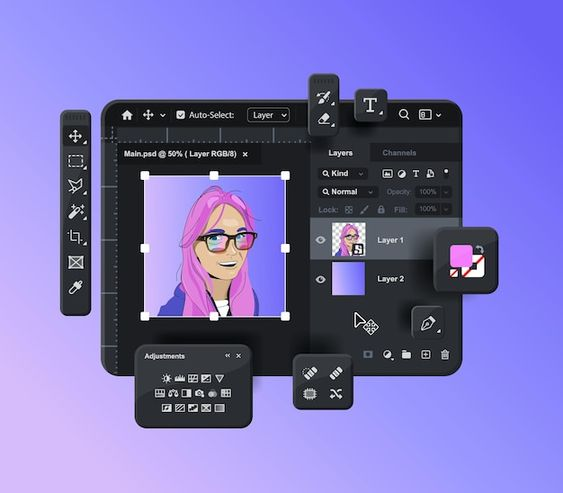 Auto-Select: Layer
T
Main.psd @ 50% ( Layer RGB/8) ×
Layers Channels
Kind T
Normal Opacity: 100%
Lock: Fill: 100%
Layer 1
Layer 2
Adjustments